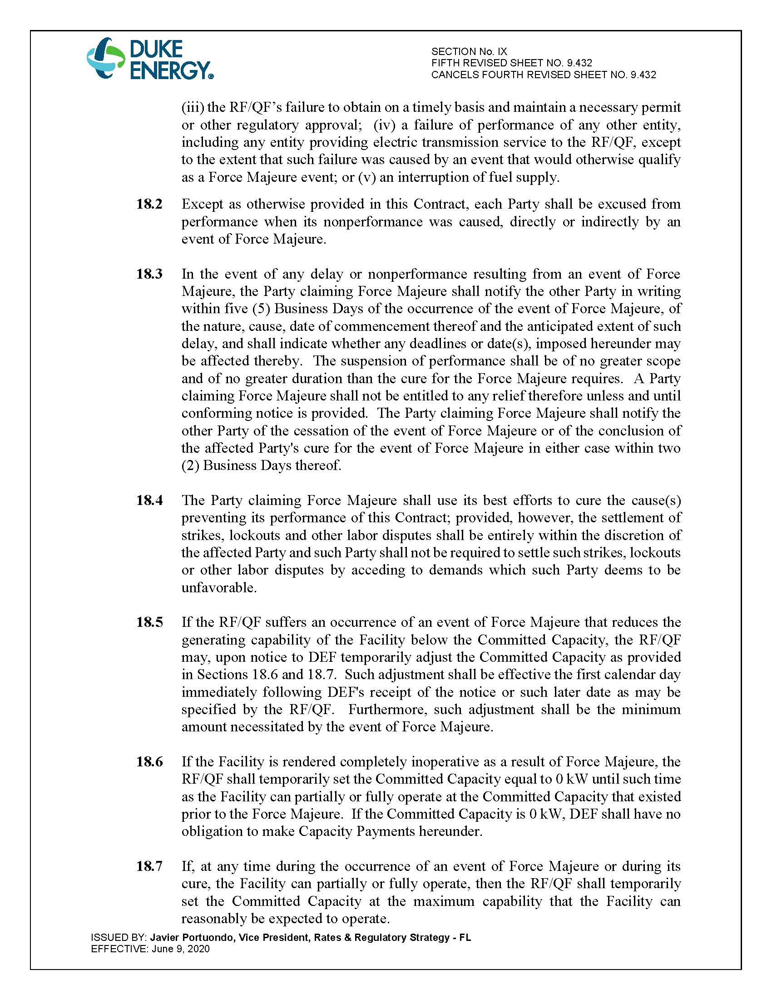 DUKE
ENERGY®
SECTION No. IX
FIFTH REVISED SHEET NO. 9.432
CANCELS FOURTH REVISED SHEET NO. 9.432
(iii) the RF/QF’s failure to obtain on a timely basis and maintain a necessary permit
or other regulatory approval;  (iv) a failure of performance of any other entity,
including any entity providing electric transmission service to the RF/QF, except
to the extent that such failure was caused by an event that would otherwise qualify
as a Force Majeure event; or (v) an interruption of fuel supply.
18.2 Except as otherwise provided in this Contract, each Party shall be excused from
performance when its nonperformance was caused, directly or indirectly by an
event of Force Majeure.
18.3 In the event of any delay or nonperformance resulting from an event of Force
Majeure, the Party claiming Force Majeure shall notify the other Party in writing
within five (5) Business Days of the occurrence of the event of Force Majeure, of
the nature, cause, date of commencement thereof and the anticipated extent of such
delay, and shall indicate whether any deadlines or date(s), imposed hereunder may
be affected thereby.  The suspension of performance shall be of no greater scope
and of no greater duration than the cure for the Force Majeure requires.  A Party
claiming Force Majeure shall not be entitled to any relief therefore unless and until
conforming notice is provided.  The Party claiming Force Majeure shall notify the
other Party of the cessation of the event of Force Majeure or of the conclusion of
the affected Party's cure for the event of Force Majeure in either case within two
(2) Business Days thereof.
18.4 The Party claiming Force Majeure shall use its best efforts to cure the cause(s)
preventing its performance of this Contract; provided, however, the settlement of
strikes, lockouts and other labor disputes shall be entirely within the discretion of
the affected Party and such Party shall not be required to settle such strikes, lockouts
or other labor disputes by acceding to demands which such Party deems to be
unfavorable.
18.5 If the RF/QF suffers an occurrence of an event of Force Majeure that reduces the
generating capability of the Facility below the Committed Capacity, the RF/QF
may, upon notice to DEF temporarily adjust the Committed Capacity as provided
in Sections 18.6 and 18.7.  Such adjustment shall be effective the first calendar day
immediately following DEF's receipt of the notice or such later date as may be
specified by the RF/QF.  Furthermore, such adjustment shall be the minimum
amount necessitated by the event of Force Majeure.
18.6 If the Facility is rendered completely inoperative as a result of Force Majeure, the
RF/QF shall temporarily set the Committed Capacity equal to 0 kW until such time
as the Facility can partially or fully operate at the Committed Capacity that existed
prior to the Force Majeure.  If the Committed Capacity is 0 kW, DEF shall have no
obligation to make Capacity Payments hereunder.
18.7 If, at any time during the occurrence of an event of Force Majeure or during its
cure, the Facility can partially or fully operate, then the RF/QF shall temporarily
set the Committed Capacity at the maximum capability that the Facility can
reasonably be expected to operate.
ISSUED BY: Javier Portuondo, Vice President, Rates & Regulatory Strategy - FL
EFFECTIVE: June 9, 2020